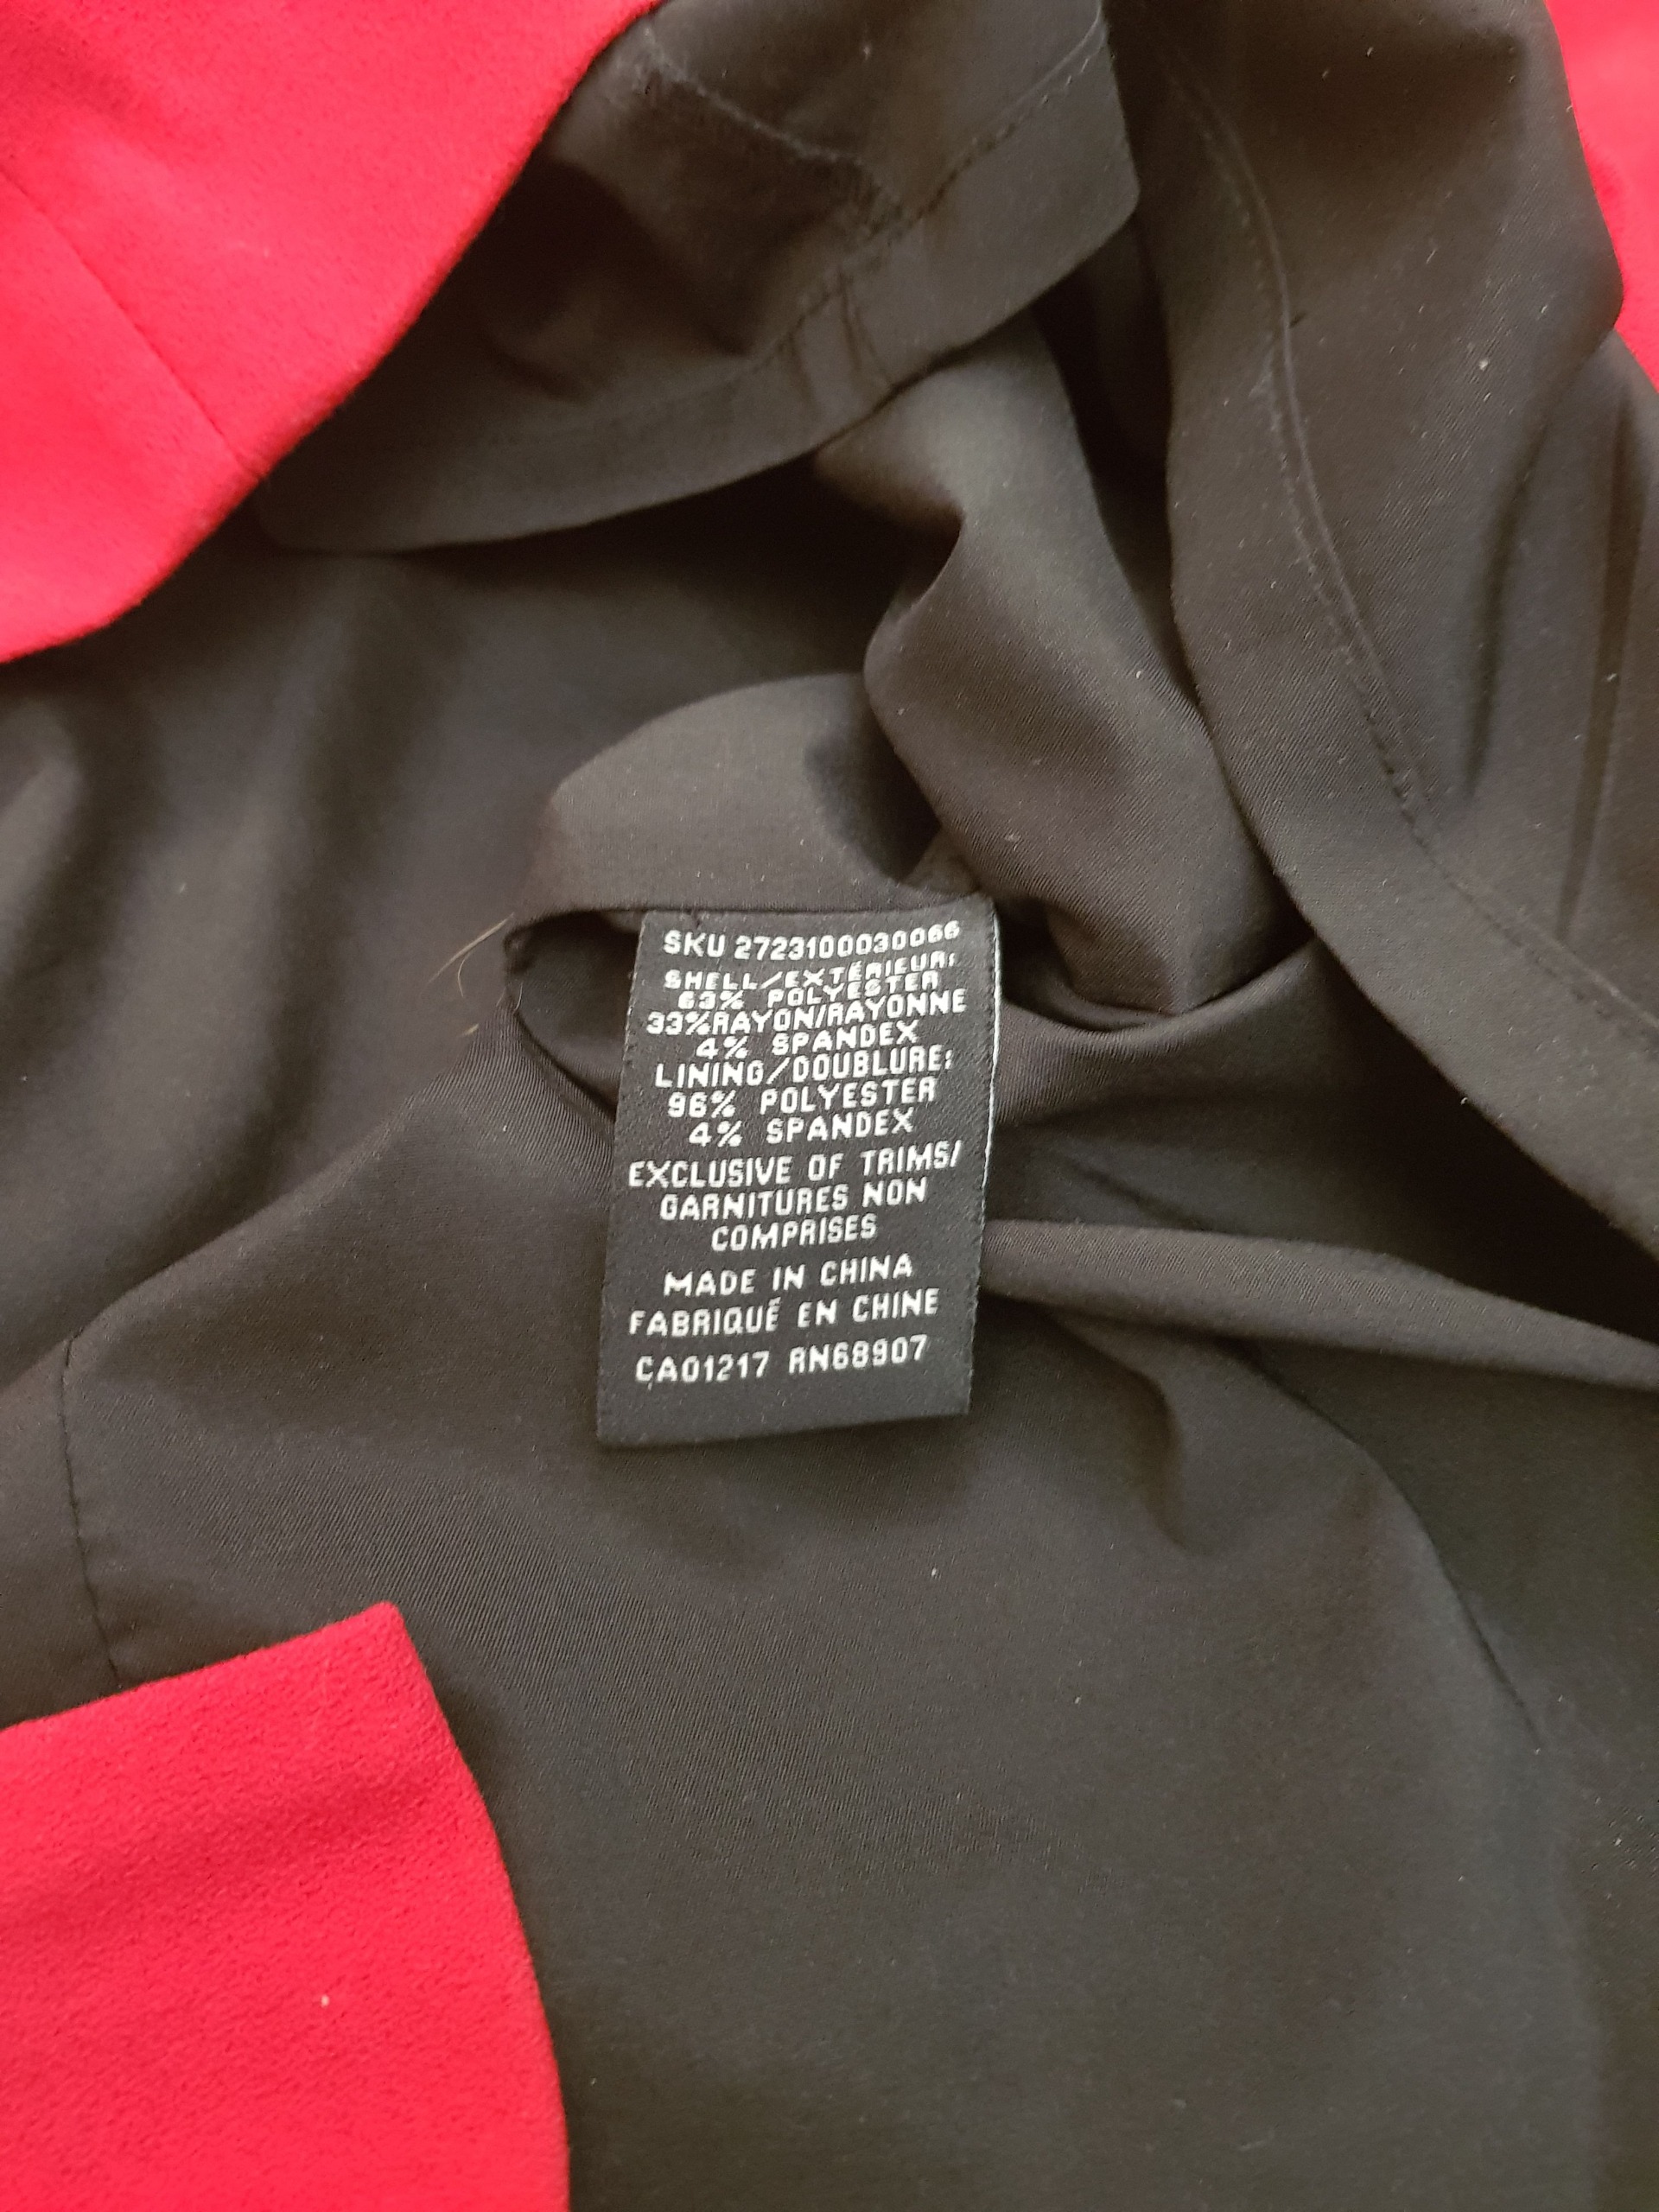 SKU 2723100030066
SHELL/EXTÉRIEUR:
63% POLYESTER
33%RAYON/RAYONNE
4% SPANDEX
LINING/DOUBLURE:
96% POLYESTER
4% SPANDEX
EXCLUSIVE OF TRIMS/
GARNITURES NON
COMPRISES
MADE IN CHINA
FABRIQUÉ EN CHINE
CA01217 RN68907